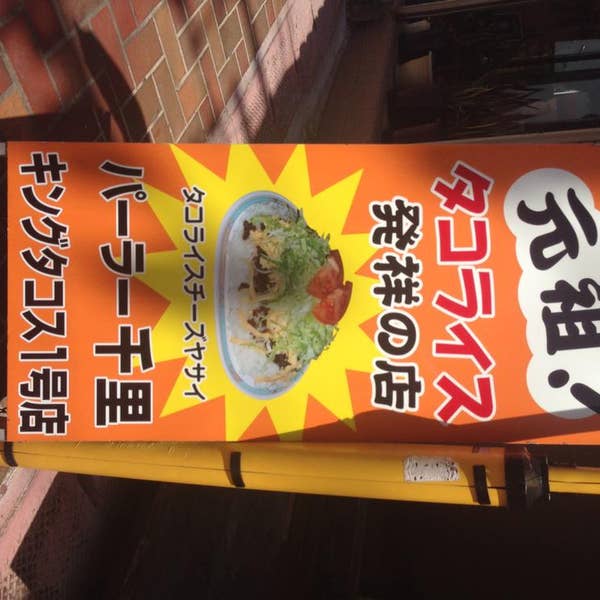 元祖!
タコライス
発祥の店
タコライスチーズヤサイ
パーラー千里
キングタコス1号店